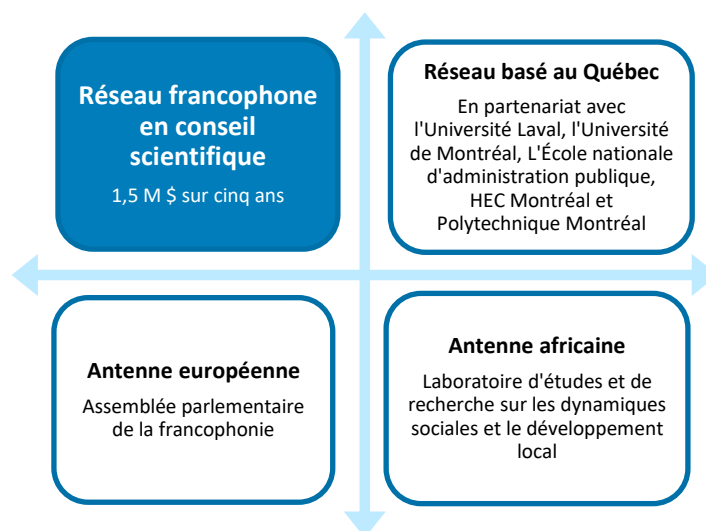 Réseau francophone
en conseil
scientifique
1,5 M $ sur cinq ans
Réseau basé au Québec
En partenariat avec
l'Université Laval, l'Université
de Montréal, L'École nationale
d'administration publique,
HEC Montréal et
Polytechnique Montréal
Antenne européenne
Assemblée parlementaire
de la francophonie
Antenne africaine
Laboratoire d'études et de
recherche sur les dynamiques
sociales et le développement
local